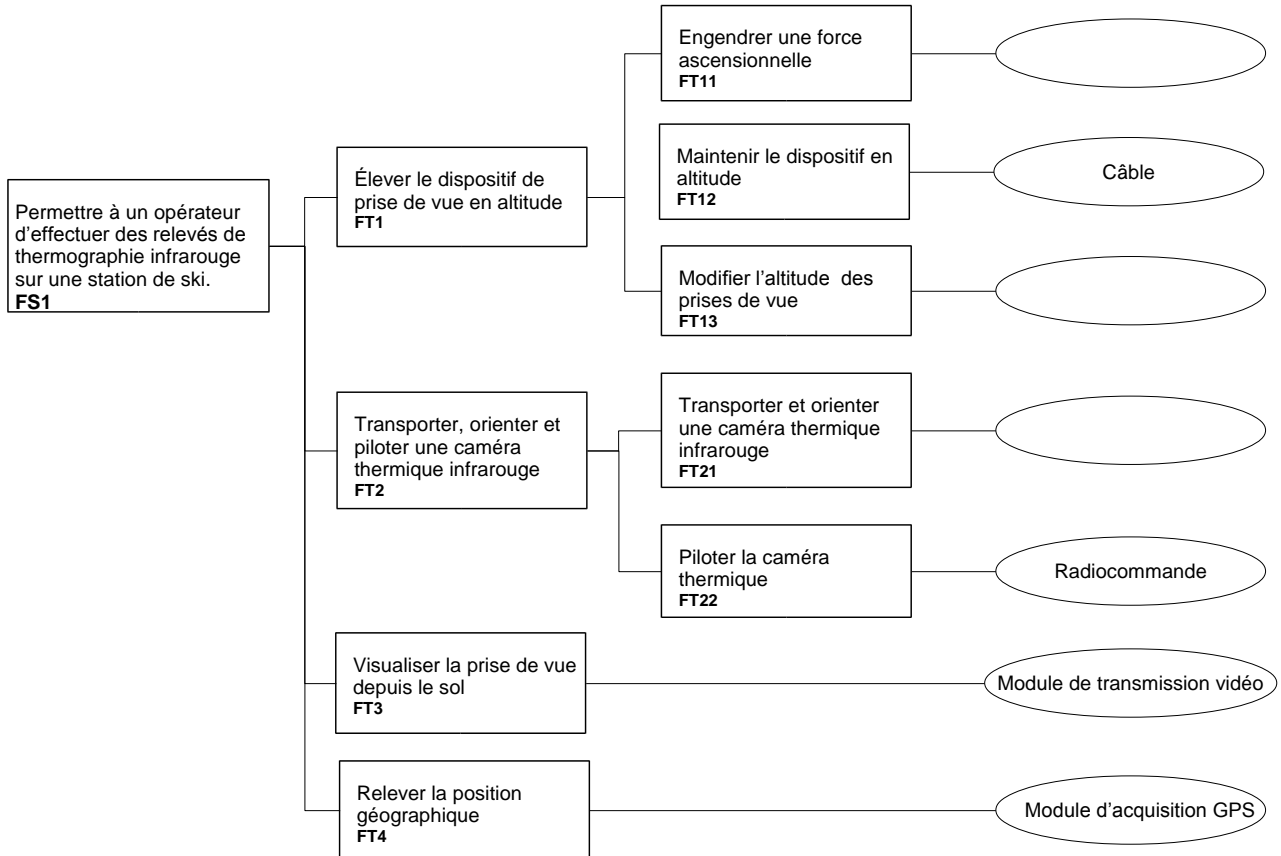 Permettre à un opérateur
d’effectuer des relevés de
thermographie infrarouge
sur une station de ski.
FS1
Élever le dispositif de
prise de vue en altitude
FT1
Engendrer une force
ascensionnelle
FT11
Maintenir le dispositif en
altitude
FT12
Câble
Modifier l’altitude des
prises de vue
FT13
Transporter, orienter et
piloter une caméra
thermique infrarouge
FT2
Transporter et orienter
une caméra thermique
infrarouge
FT21
Piloter la caméra
thermique
FT22
Radiocommande
Visualiser la prise de vue
depuis le sol
FT3
Module de transmission vidéo
Relever la position
géographique
FT4
Module d’acquisition GPS